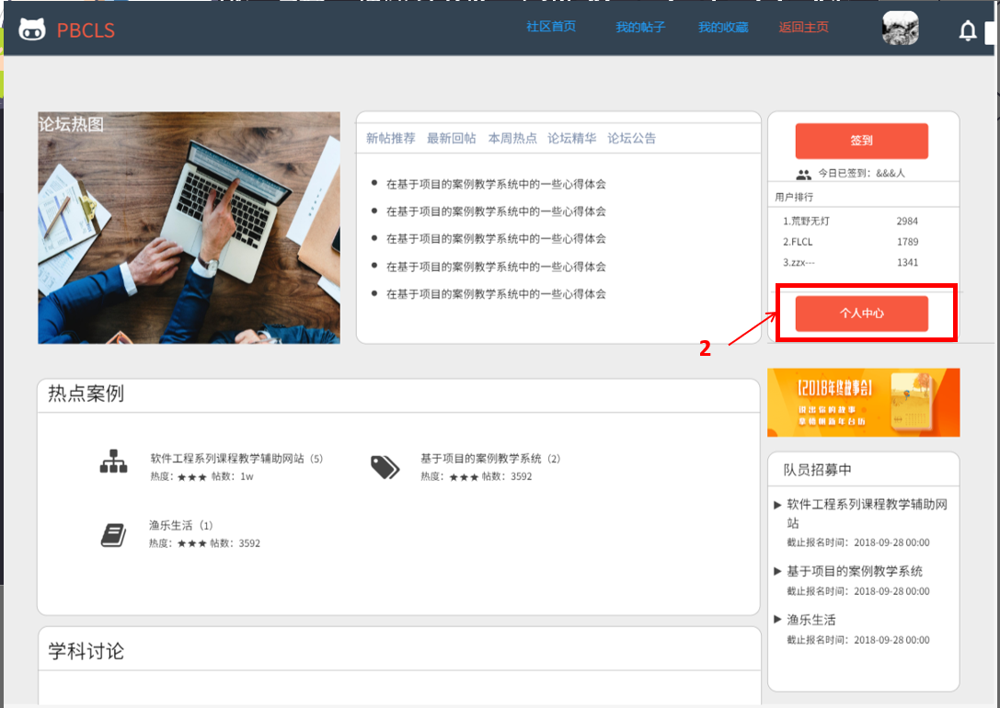 PBCLS
社区首页 我的帖子 我的收藏 返回主页
论坛热图
新帖推荐 最新回帖 本周热点 论坛精华 论坛公告
在基于项目的案例教学系统中的一些心得体会
在基于项目的案例教学系统中的一些心得体会
在基于项目的案例教学系统中的一些心得体会
在基于项目的案例教学系统中的一些心得体会
在基于项目的案例教学系统中的一些心得体会
签到
今日已签到：&&&人
用户排行
1.荒野无灯 2984
2.FLCL 1789
3.zzx--- 1341
个人中心
2
热点案例
软件工程系列课程教学辅助网站（5）
热度：★★★ 帖数：1w
基于项目的案例教学系统（2）
热度：★★★ 帖数：3592
渔乐生活（1）
热度：★★★ 帖数：3592
【2018年终故事会】
说出你的故事
拿精美新年台历
队员招募中
软件工程系列课程教学辅助网
站
截止报名时间：2018-09-28 00:00
基于项目的案例教学系统
截止报名时间：2018-09-28 00:00
渔乐生活
截止报名时间：2018-09-28 00:00
学科讨论